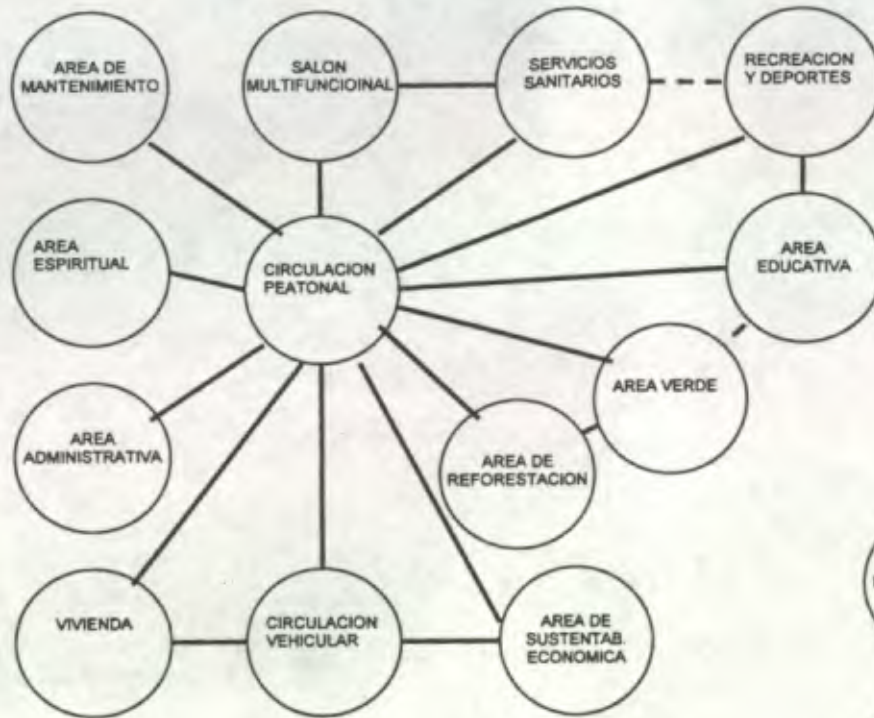 AREA DE
MANTENIMIENTO
SALON
MULTIFUNCIOINAL
SERVICIOS
SANITARIOS
RECREACION
Y DEPORTES
AREA
ESPIRITUAL
CIRCULACION
PEATONAL
AREA
EDUCATIVA
AREA VERDE
AREA
ADMINISTRATIVA
AREA DE
REFORESTACION
VIVIENDA
CIRCULACION
VEHICULAR
AREA DE
SUSTENTAB.
ECONOMICA